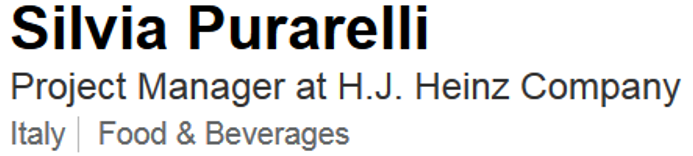 Silvia Purarelli
Project Manager at H.J. Heinz Company
Italy | Food & Beverages